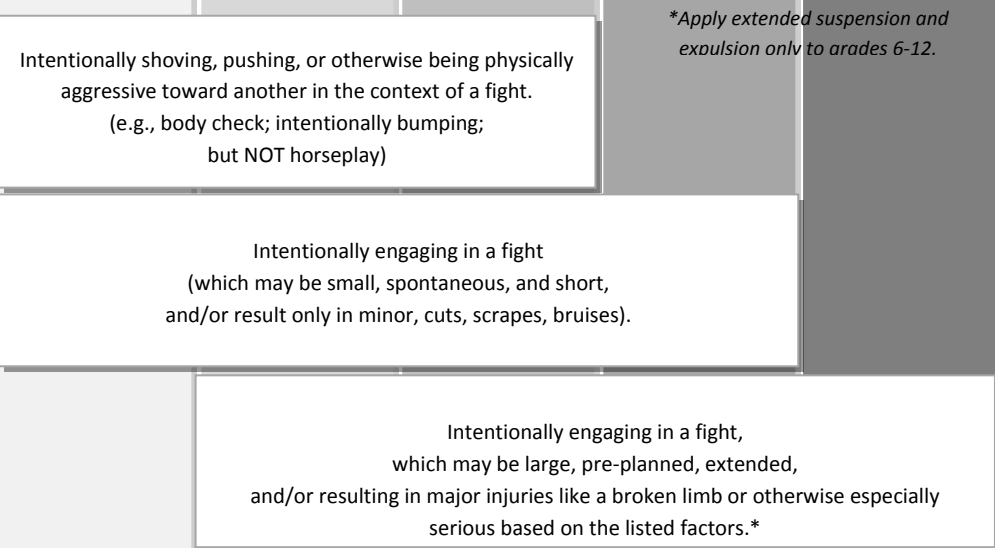 *Apply extended suspension and
expulsion only to grades 6-12.
Intentionally shoving, pushing, or otherwise being physically
aggressive toward another in the context of a fight.
(e.g., body check; intentionally bumping;
but NOT horseplay)
Intentionally engaging in a fight
(which may be small, spontaneous, and short,
and/or result only in minor, cuts, scrapes, bruises).
Intentionally engaging in a fight,
which may be large, pre-planned, extended,
and/or resulting in major injuries like a broken limb or otherwise especially
serious based on the listed factors.*